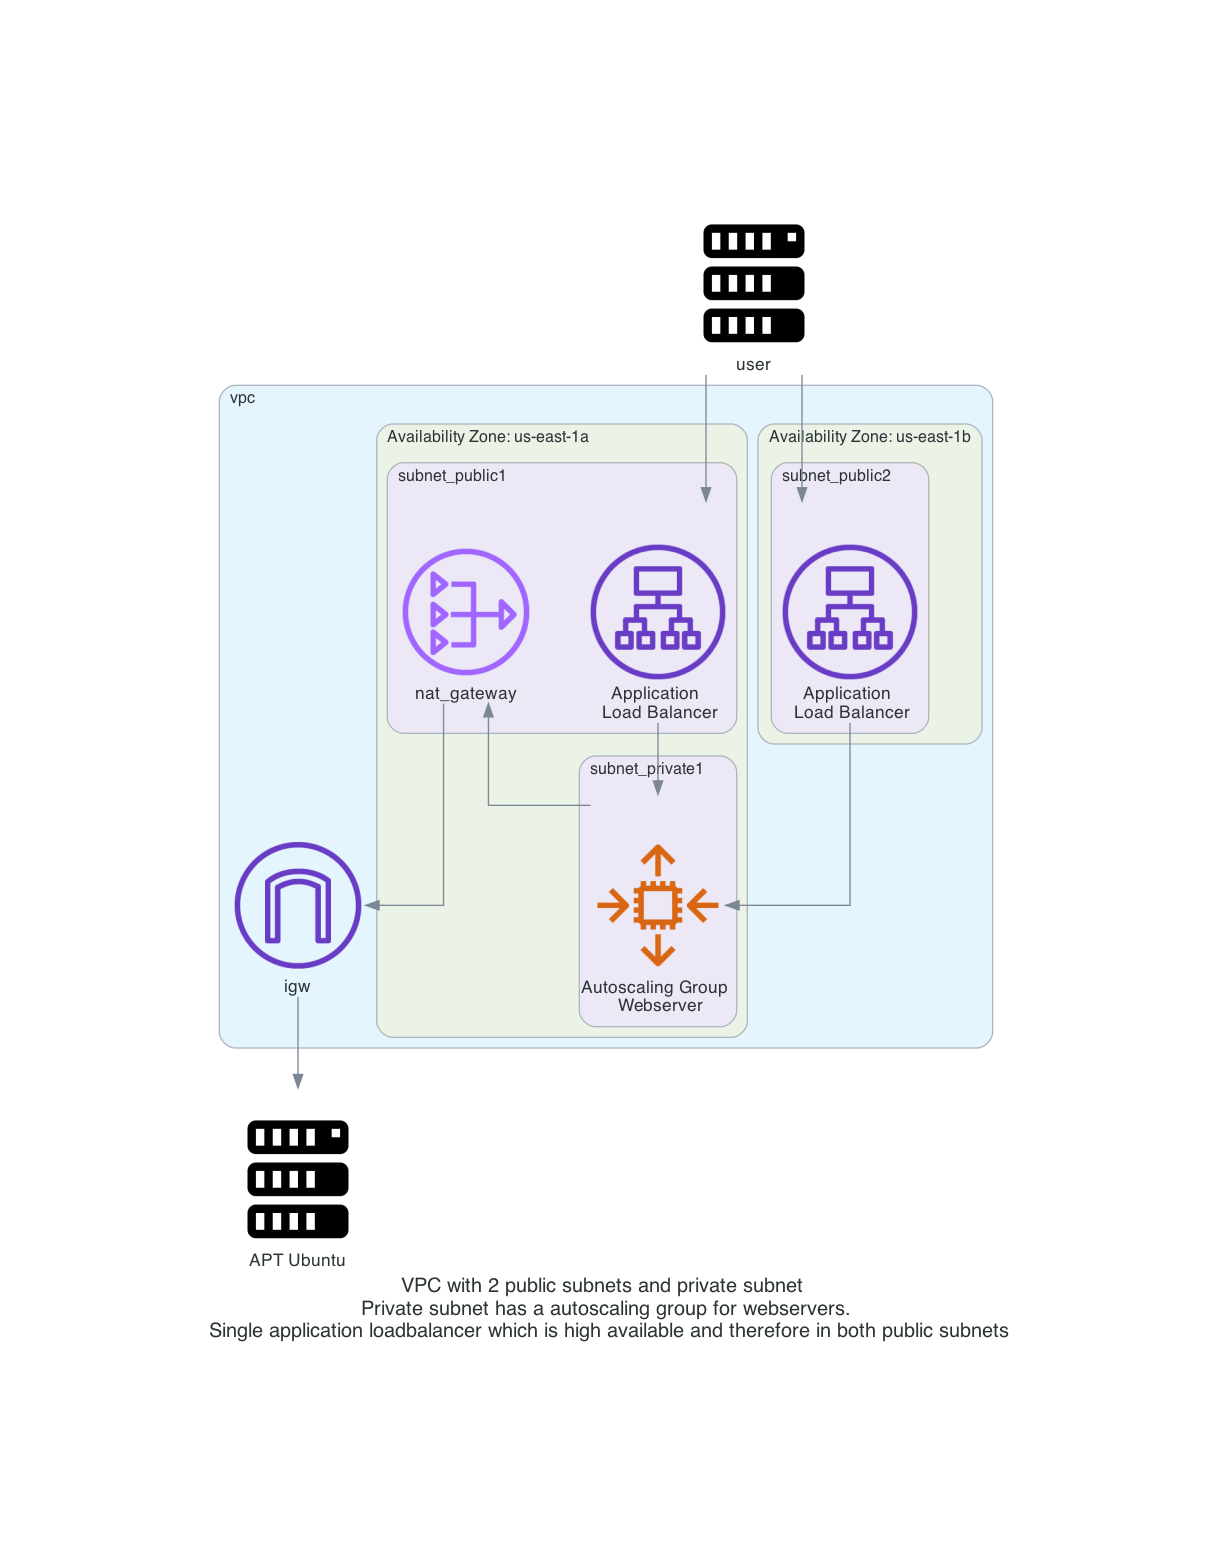 user
vpc
Availability Zone: us-east-1a
Availability Zone: us-east-1b
subnet_public1
subnet_public2
nat_gateway
Application
Load Balancer
Application
Load Balancer
subnet_private1
igw
Autoscaling Group
Webserver
APT Ubuntu
VPC with 2 public subnets and private subnet
Private subnet has a autoscaling group for webservers.
Single application loadbalancer which is high available and therefore in both public subnets